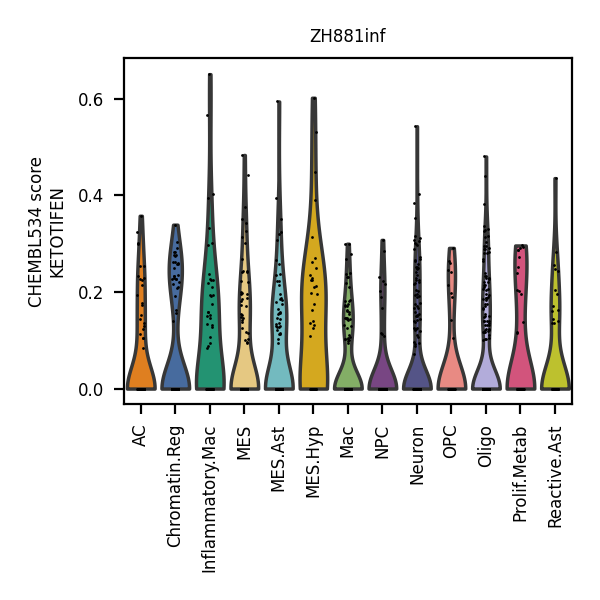 ZH881inf
CHEMBL534 score
KETOTIFEN
0.6
0.4
0.2
0.0
AC
Chromatin.Reg
Inflammatory.Mac
MES
MES.Ast
MES.Hyp
Mac
NPC
Neuron
OPC
Oligo
Prolif.Metab
Reactive.Ast